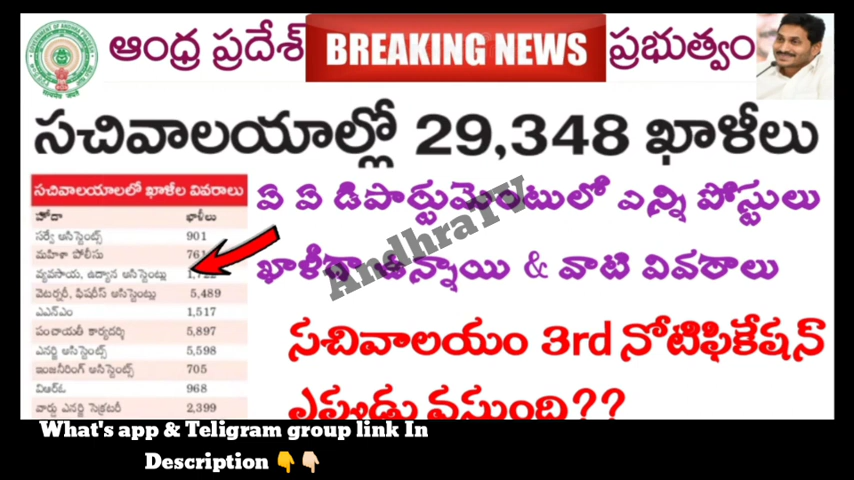 ఆంధ్ర ప్రదేశ్ BREAKING NEWS ప్రభుత్వం
సచివాలయాల్లో 29,348 ఖాళీలు
సచివాలయాలలో ఖాళీల వివరాలు
హోదా ఖాళీలు
సర్వే అసిస్టెంట్స్ 901
మహిళా పోలీసు
వ్యవసాయ, ఉద్యాన అసిస్టెంట్లు
వెటర్నరీ, ఫిషరీస్ అసిస్టెంట్లు 5,489
ఎఎన్ఎం 1,517
పంచాయతీ కార్యదర్శి 5,897
ఎనర్జీ అసిస్టెంట్స్ 5,598
ఇంజనీరింగ్ అసిస్టెంట్స్ 705
విఆర్ఓ 968
వార్డు ఎనర్జీ సెక్రటరీ 2,399
ఏ ఏ డిపార్టుమెంటులో ఎన్ని పోస్టులు
ఖాళీగా ఉన్నాయి & వాటి వివరాలు
AndhraTV
సచివాలయం 3rd నోటిఫికేషన్
ఎప్పుడు వస్తుంది??
What's app & Teligram group link In
Description 👇👇🏻